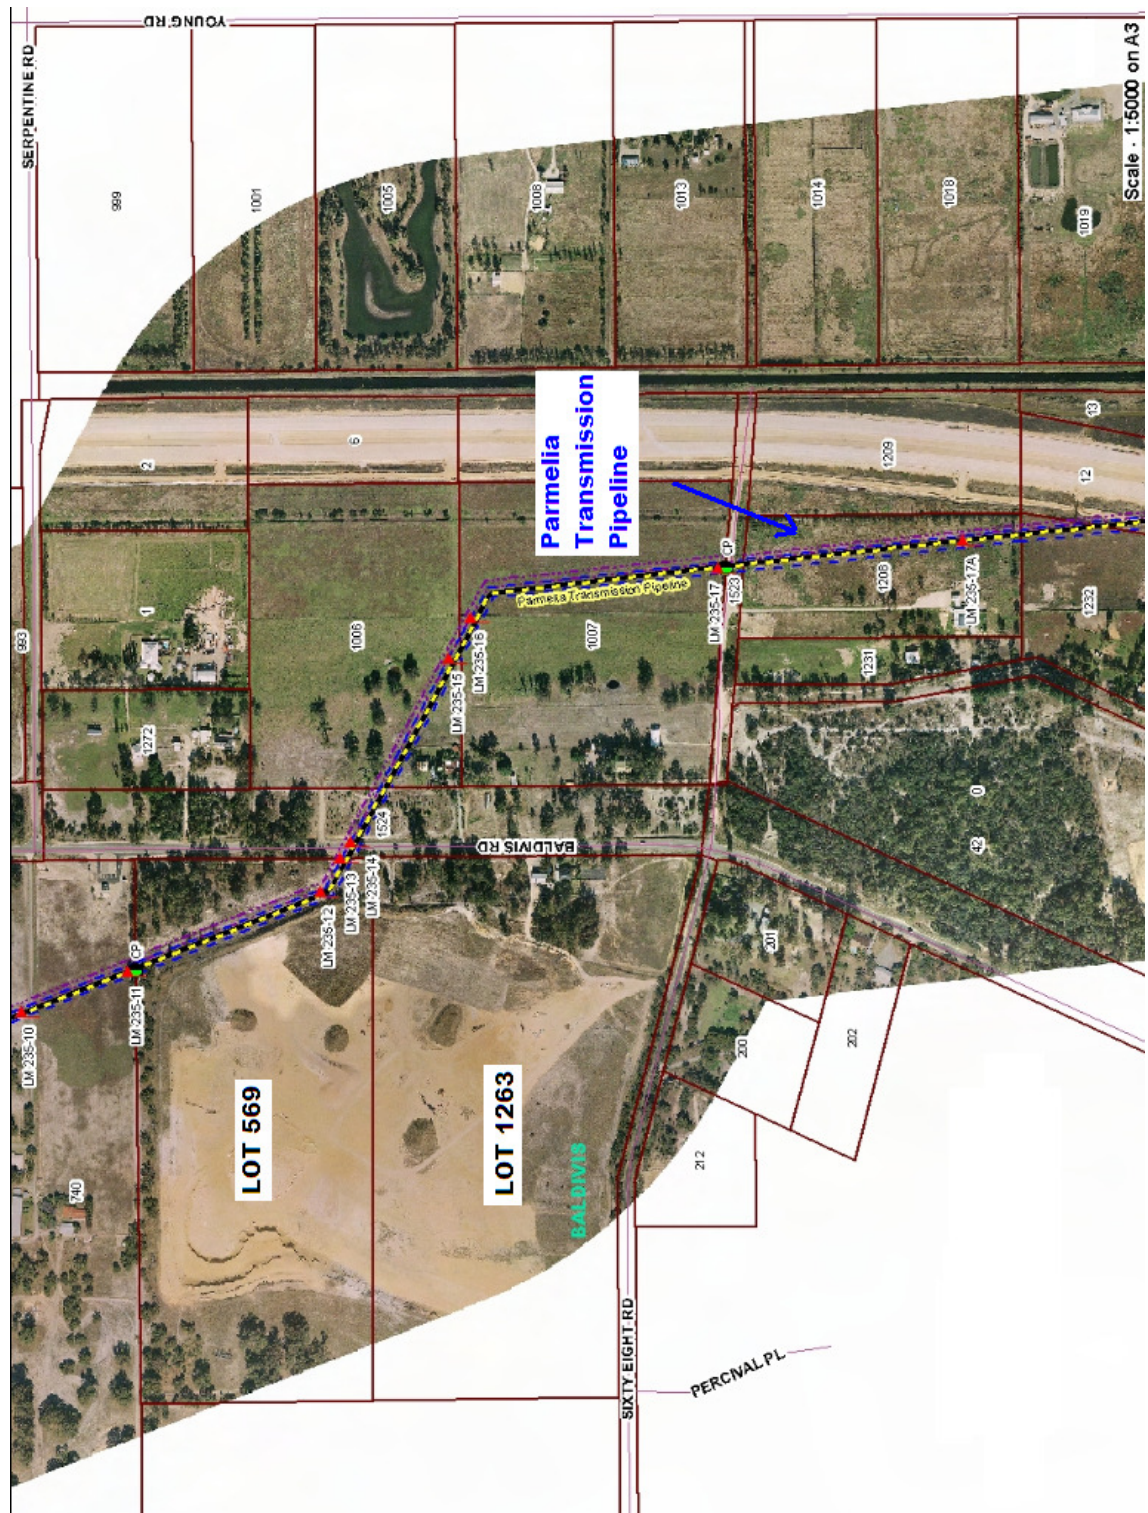 YOUNG RD
SERPENTINE RD
Scale - 1:5000 on A3
999
1001
1005
1008
1013
1014
1018
1019
2
6
1209
12
13
Parmelia
Transmission
Pipeline
993
1
1006
1007
Parmelia Transmission Pipeline
CP
1523
LM 235-17
1208
LM 235-17A
1232
1231
1272
LM 235-15
LM 235-16
1524
BALDIVIS RD
LM 235-12
LM 235-13
LM 235-14
0
42
CP
LM 235-11
LM 235-10
201
200
202
212
740
LOT 569
LOT 1263
BALDIVIS
SIXTY EIGHT RD
PERCIVAL PL